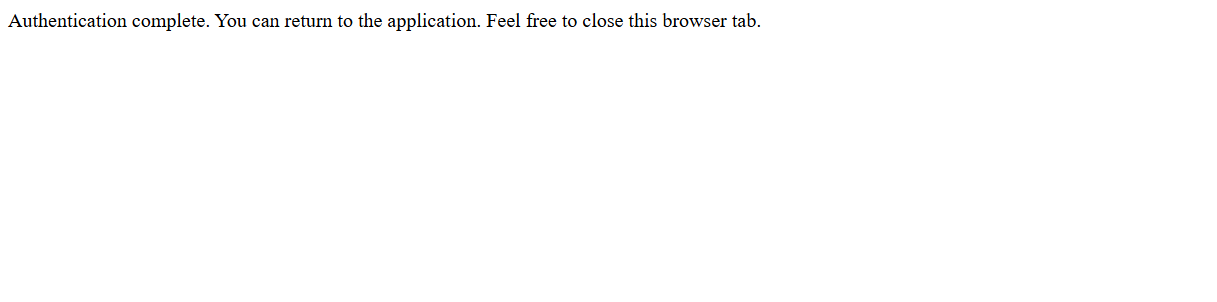 Authentication complete. You can return to the application. Feel free to close this browser tab.